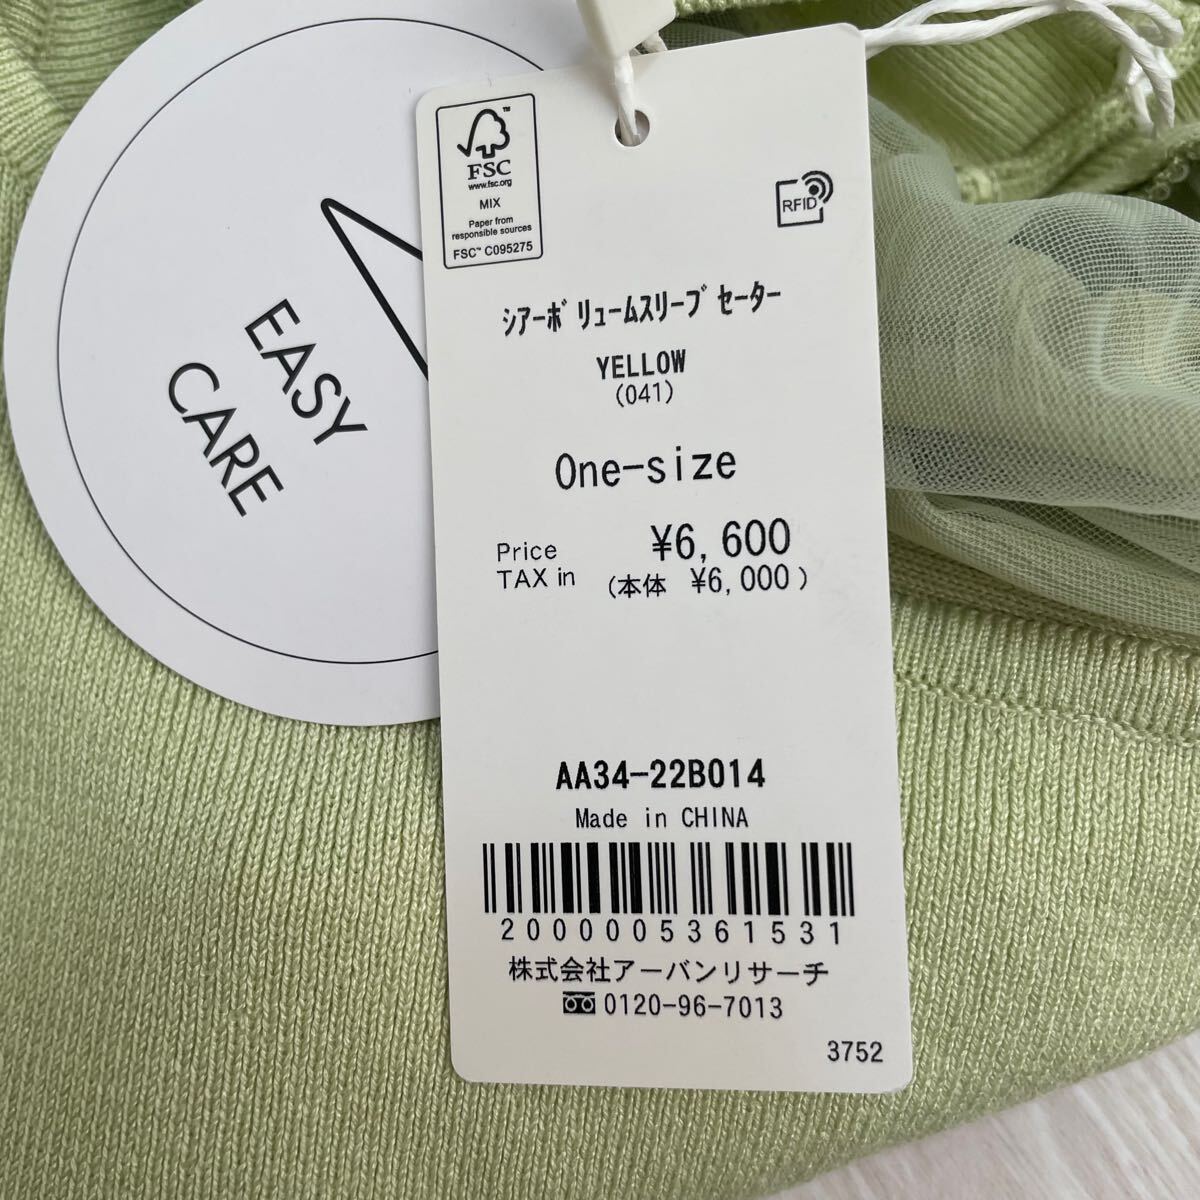 EASY
CARE
FSC
www.fsc.org
MIX
Paper from
responsible sources
FSC™ C095275
RFID
ｼｱｰﾎﾞﾘｭｰﾑｽﾘｰﾌﾞｾｰﾀｰ
YELLOW
(041)
One-size
Price ¥6,600
TAX in (本体 ¥6,000)
AA34-22B014
Made in CHINA
2000005361531
株式会社アーバンリサーチ
0120-96-7013
3752